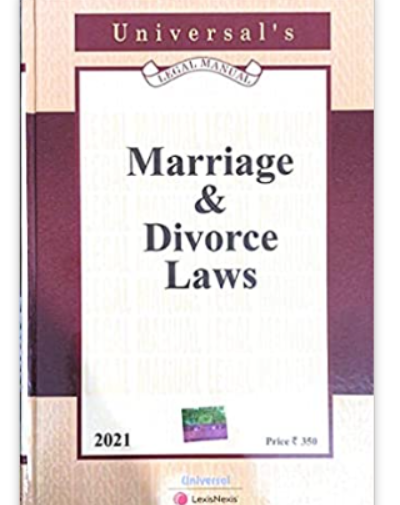 Universal's
LEGAL MANUAL
Marriage
&
Divorce
Laws
2021
Price ₹ 350
Universal
LexisNexis